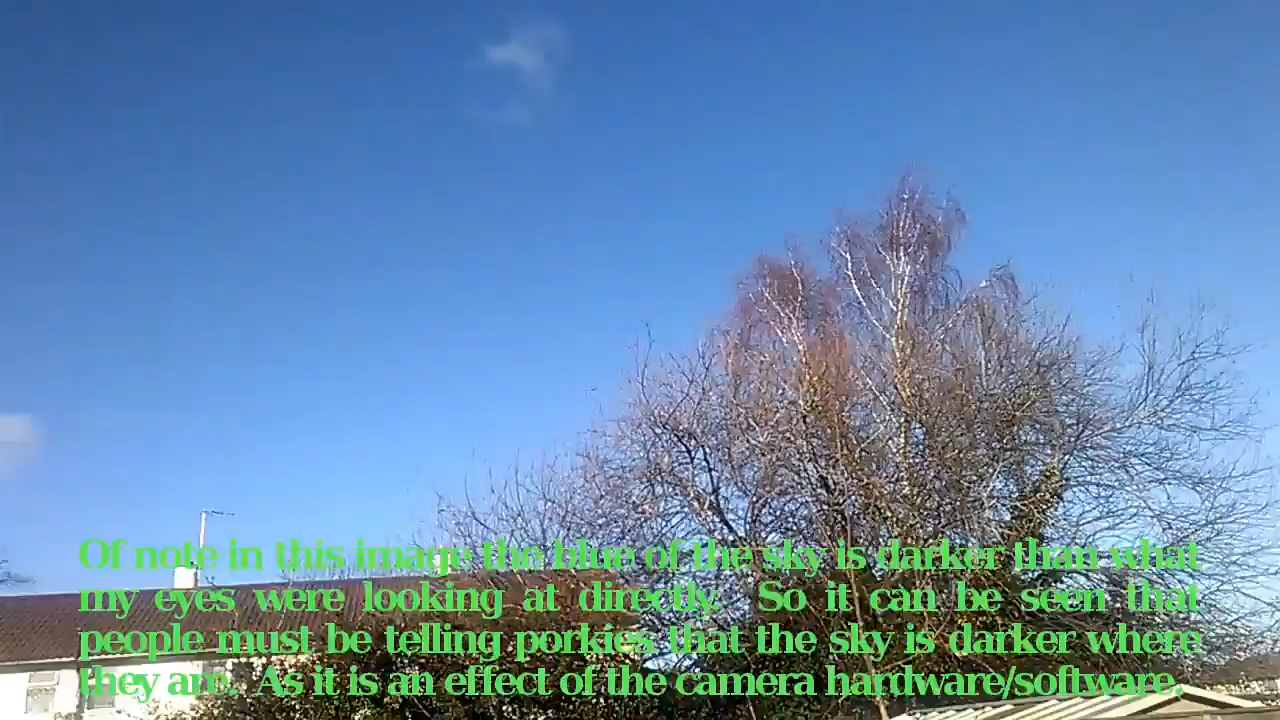 Of note in this image the blue of the sky is darker than what
my eyes were looking at directly. So it can be seen that
people must be telling porkies that the sky is darker where
they are. As it is an effect of the camera hardware/software.